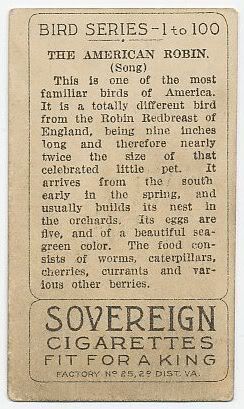 BIRD SERIES-1 to 100
THE AMERICAN ROBIN.
(Song)
This is one of the most
familiar birds of America.
It is a totally different bird
from the Robin Redbreast of
England, being nine inches
long and therefore nearly
twice the size of that
celebrated little pet. It
arrives from the south
early in the spring, and
usually builds its nest in
the orchards. Its eggs are
five, and of a beautiful sea-
green color. The food con-
sists of worms, caterpillars,
cherries, currants and var-
ious other berries.
SOVEREIGN
CIGARETTES
FIT FOR A KING
FACTORY No 25, 2D DIST. VA.